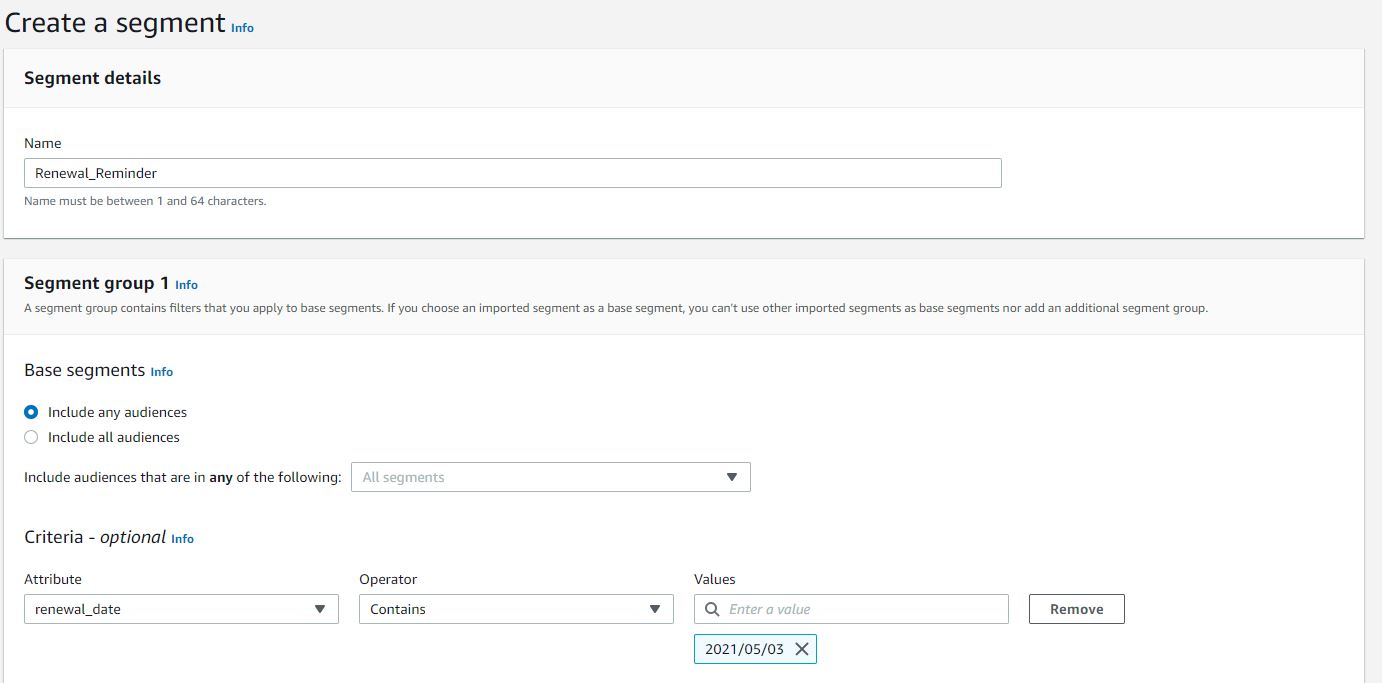 Create a segment Info
Segment details
Name
Renewal_Reminder
Name must be between 1 and 64 characters.
Segment group 1 Info
A segment group contains filters that you apply to base segments. If you choose an imported segment as a base segment, you can't use other imported segments as base segments nor add an additional segment group.
Base segments Info
Include any audiences
Include all audiences
Include audiences that are in any of the following: All segments
Criteria - optional Info
Attribute Operator Values
renewal_date Contains Enter a value Remove
2021/05/03